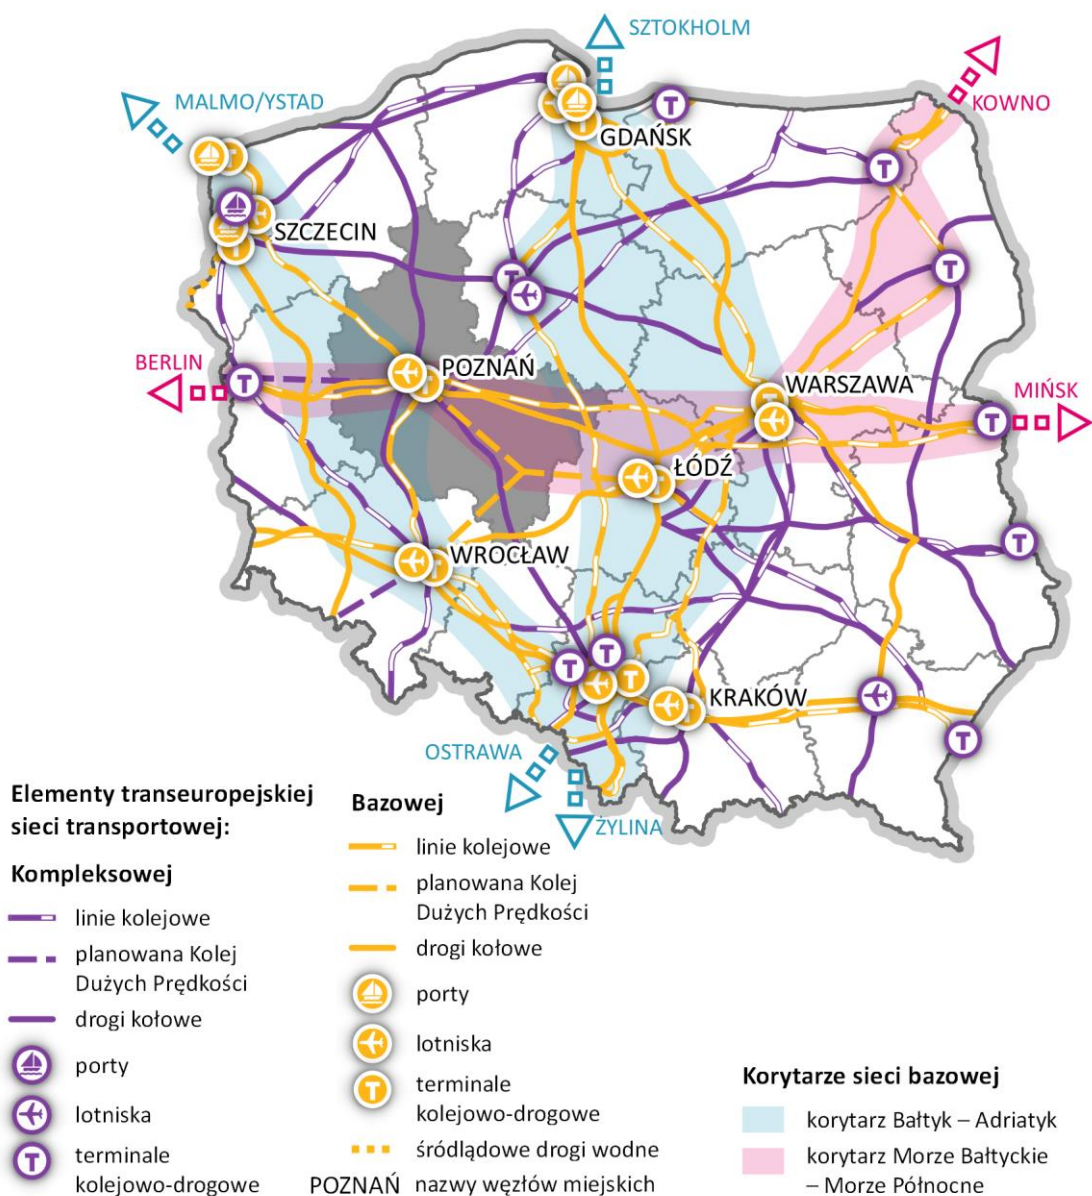 SZTOKHOLM
MALMO/YSTAD
KOWNO
GDAŃSK
SZCZECIN
BERLIN
POZNAŃ
WARSZAWA
MIŃSK
ŁÓDŹ
WROCŁAW
KRAKÓW
OSTRAWA
ŻYLINA
Elementy transeuropejskiej
sieci transportowej:
Kompleksowej
linie kolejowe
planowana Kolej
Dużych Prędkości
drogi kołowe
porty
lotniska
terminale
kolejowo-drogowe
Bazowej
linie kolejowe
planowana Kolej
Dużych Prędkości
drogi kołowe
porty
lotniska
terminale
kolejowo-drogowe
śródlądowe drogi wodne
POZNAŃ nazwy węzłów miejskich
Korytarze sieci bazowej
korytarz Bałtyk – Adriatyk
korytarz Morze Bałtyckie
– Morze Północne